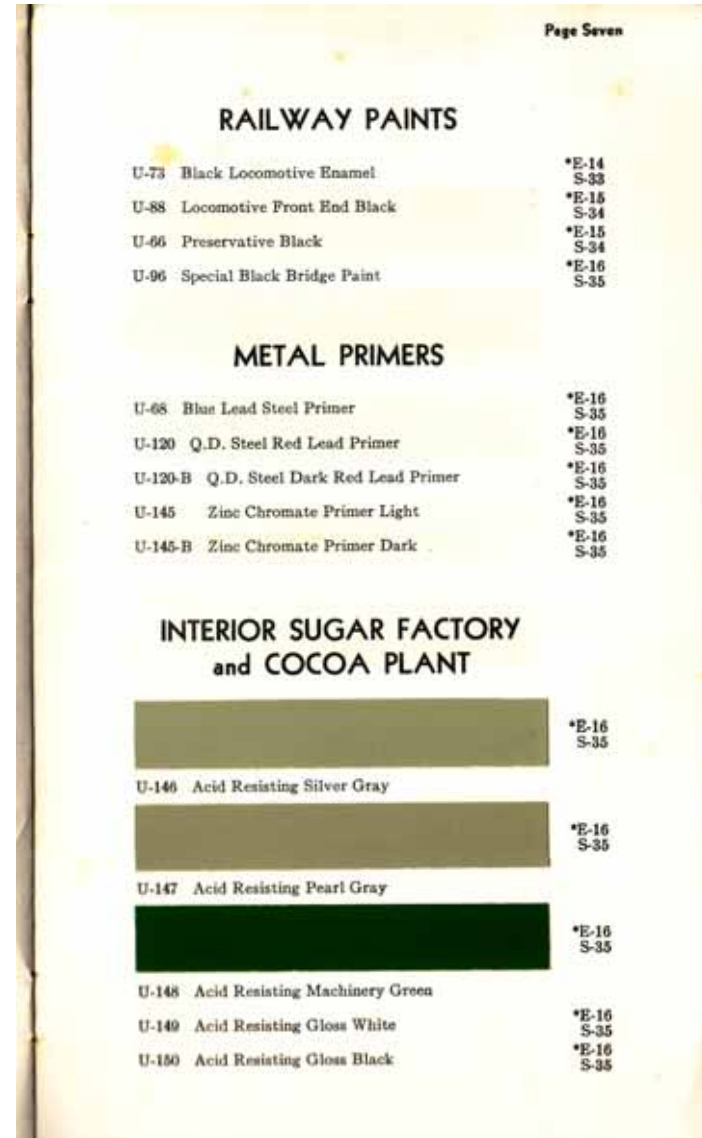 Page Seven
RAILWAY PAINTS
U-73 Black Locomotive Enamel *E-14
S-33
U-88 Locomotive Front End Black *E-15
S-34
U-66 Preservative Black *E-15
S-34
U-96 Special Black Bridge Paint *E-16
S-35
METAL PRIMERS
U-68 Blue Lead Steel Primer *E-16
S-35
U-120 Q.D. Steel Red Lead Primer *E-16
S-35
U-120-B Q.D. Steel Dark Red Lead Primer *E-16
S-35
U-145 Zinc Chromate Primer Light *E-16
S-35
U-145-B Zinc Chromate Primer Dark *E-16
S-35
INTERIOR SUGAR FACTORY
and COCOA PLANT
*E-16
S-35
U-146 Acid Resisting Silver Gray
*E-16
S-35
U-147 Acid Resisting Pearl Gray
*E-16
S-35
U-148 Acid Resisting Machinery Green
U-149 Acid Resisting Gloss White *E-16
S-35
U-150 Acid Resisting Gloss Black *E-16
S-35